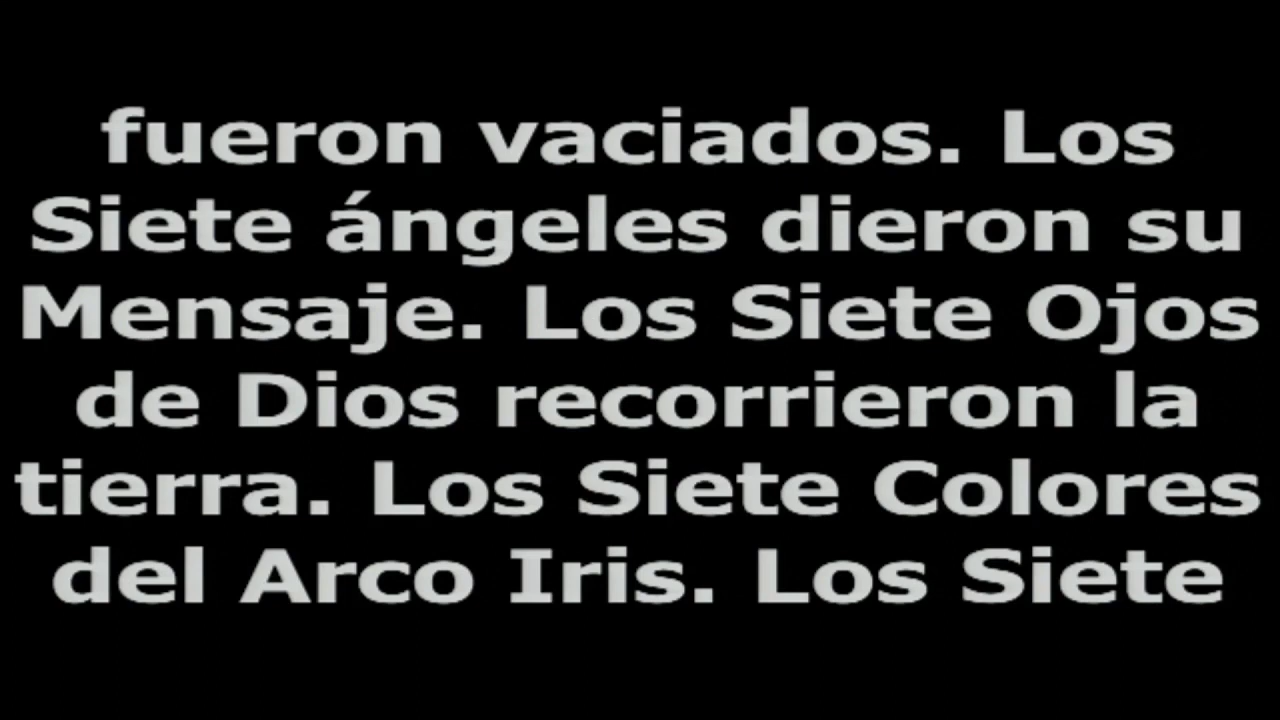 fueron vaciados. Los
Siete ángeles dieron su
Mensaje. Los Siete Ojos
de Dios recorrieron la
tierra. Los Siete Colores
del Arco Iris. Los Siete